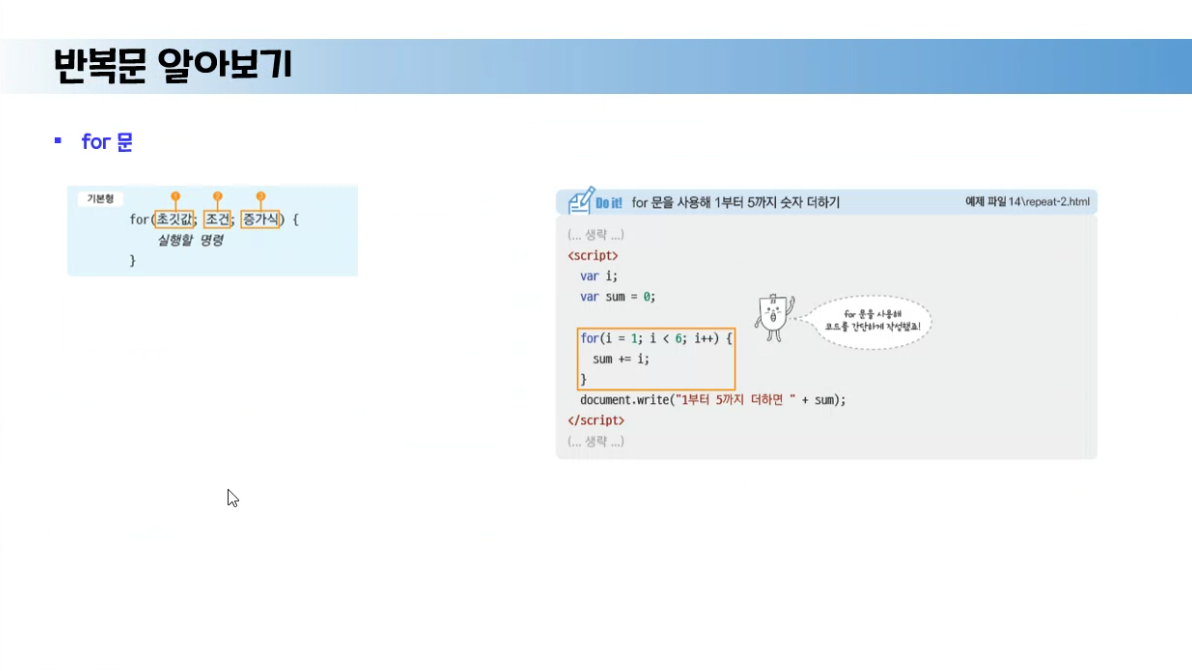 반복문 알아보기
▪ for 문
기본형
1 2 3
for(초깃값; 조건; 증가식) {
실행할 명령
}
Do it! for 문을 사용해 1부터 5까지 숫자 더하기 예제 파일 14\repeat-2.html
(... 생략 ...)
<script>
var i;
var sum = 0;
for(i = 1; i < 6; i++) {
sum += i;
}
document.write("1부터 5까지 더하면 " + sum);
</script>
(... 생략 ...)
for 문을 사용해
코드를 간단하게 작성했죠!